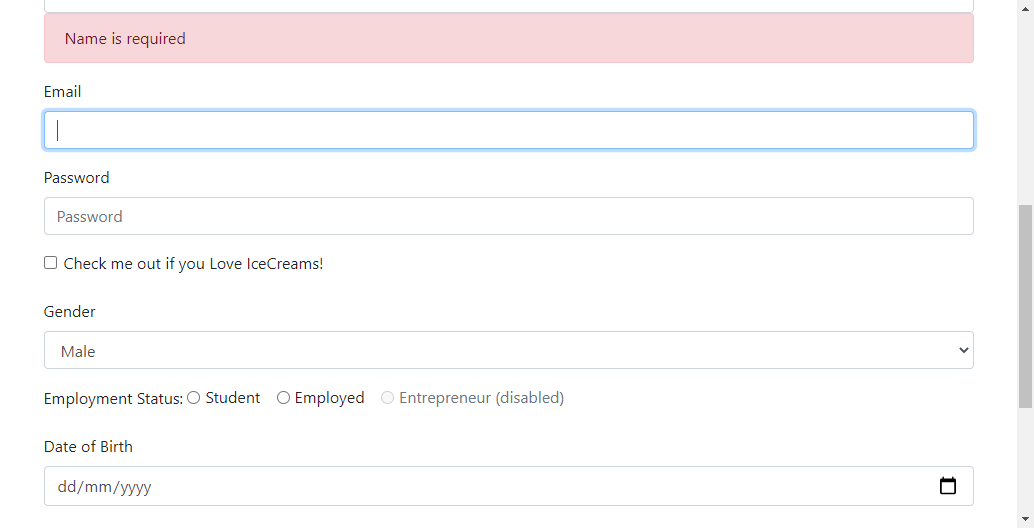 Name is required
Email
Password
Password
Check me out if you Love IceCreams!
Gender
Male
Employment Status: Student Employed Entrepreneur (disabled)
Date of Birth
dd/mm/yyyy